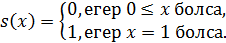 s(x) = {0, егер 0 ≤ x болса,
1, егер x = 1 болса.